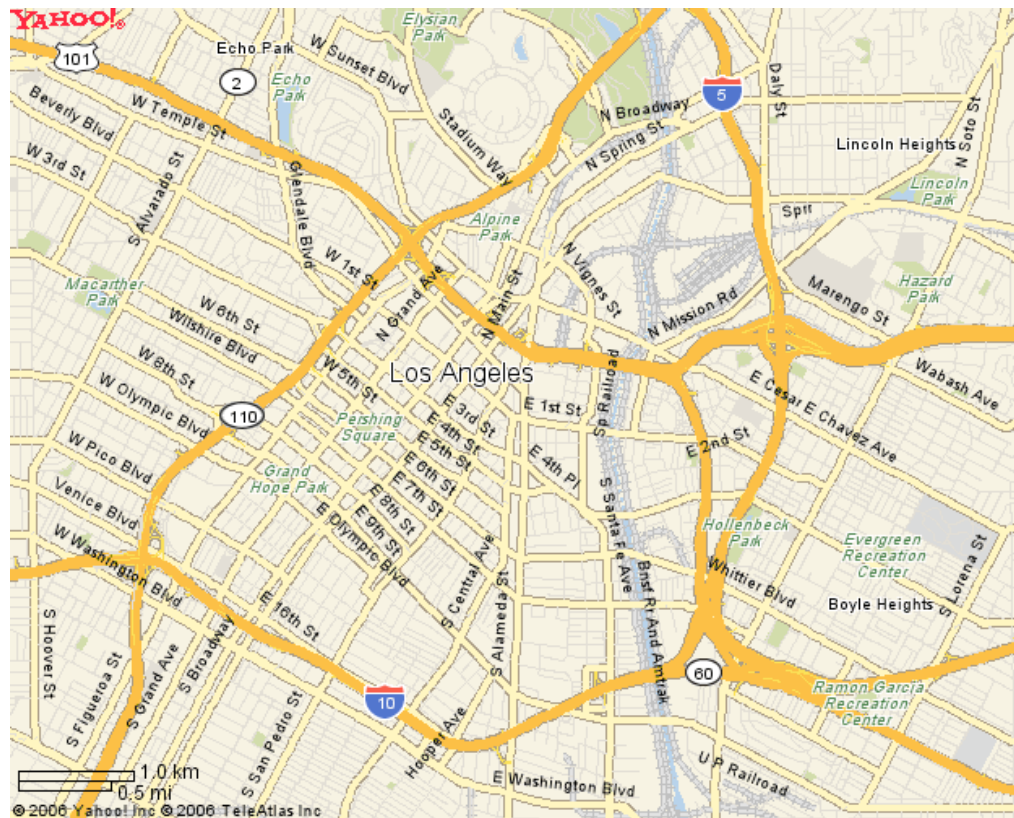 YAHOO!
Elysian
Park
Echo Park
W Sunset Blvd
101
2
Echo
Park
5
Daly St
N Broadway
Beverly Blvd
W Temple St
Stadium Way
N Spring St
Lincoln Heights
N Soto St
W 3rd St
S Alvarado St
Glendale Blvd
Lincoln
Park
Alpine
Park
Sprr
W 1st St
N Vignes St
Macarther
Park
N Grand Ave
N Main St
N Mission Rd
Marengo St
Hazard
Park
W 6th St
Wilshire Blvd
W 8th St
W 5th St
Los Angeles
S Railroad
Wabash Ave
W Olympic Blvd
110
Pershing
Square
E 3rd St
E 1st St
E Cesar E Chavez Ave
E 4th St
E 5th St
E 2nd St
W Pico Blvd
Grand
Hope Park
E 6th St
E 4th Pl
E 7th St
Venice Blvd
E 8th St
E 9th St
E Olympic Blvd
S Santa Fe Ave
Hollenbeck
Park
Evergreen
Recreation
Center
W Washington Blvd
S Central Ave
S Alameda St
Bnsf Rr And Amtrak
Whittier Blvd
S Lorena St
Boyle Heights
E 16th St
S Hoover St
S Figueroa St
S Grand Ave
S Broadway
60
10
Ramon Garcia
Recreation
Center
S San Pedro St
Hooper Ave
E Washington Blvd
U P Railroad
1.0 km
0.5 mi
© 2006 Yahoo! Inc © 2006 TeleAtlas Inc